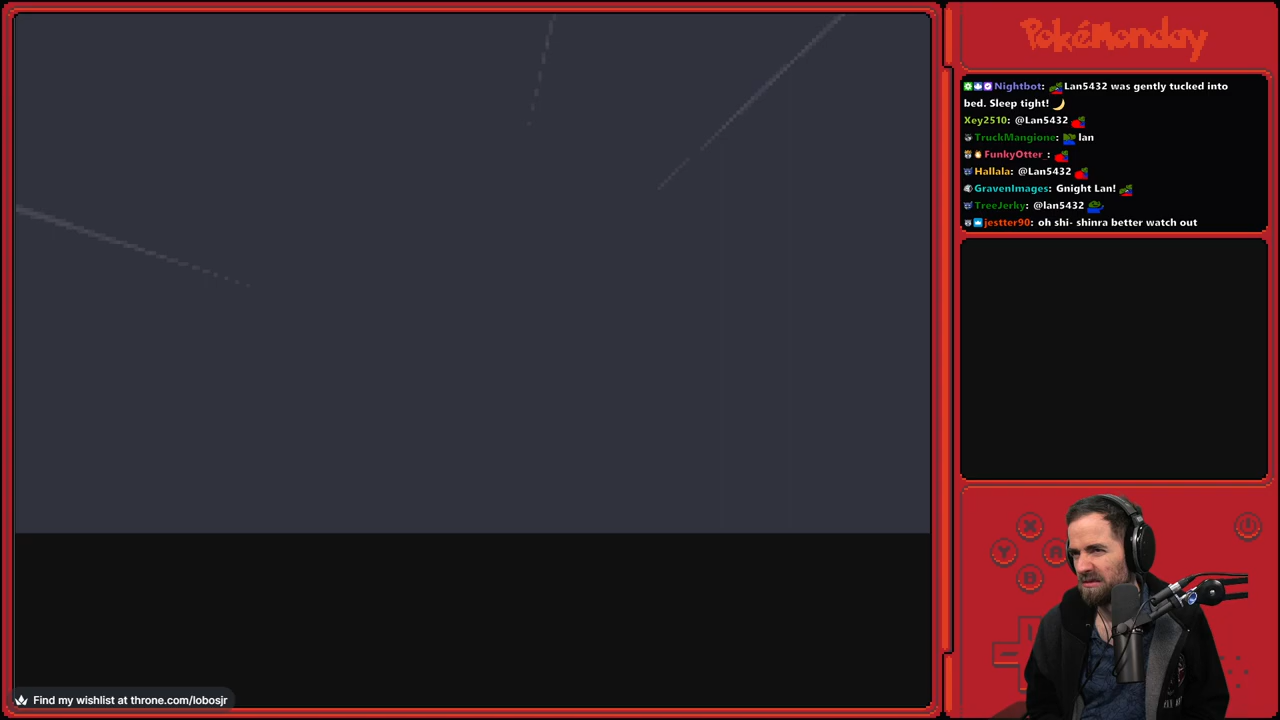 PokéMonday
Nightbot: Lan5432 was gently tucked into
bed. Sleep tight!
Xey2510: @Lan5432
TruckMangione: lan
FunkyOtter_:
Hallala: @Lan5432
GravenImages: Gnight Lan!
TreeJerky: @lan5432
jestter90: oh shi- shinra better watch out
X
Y
A
B
Find my wishlist at throne.com/lobosjr